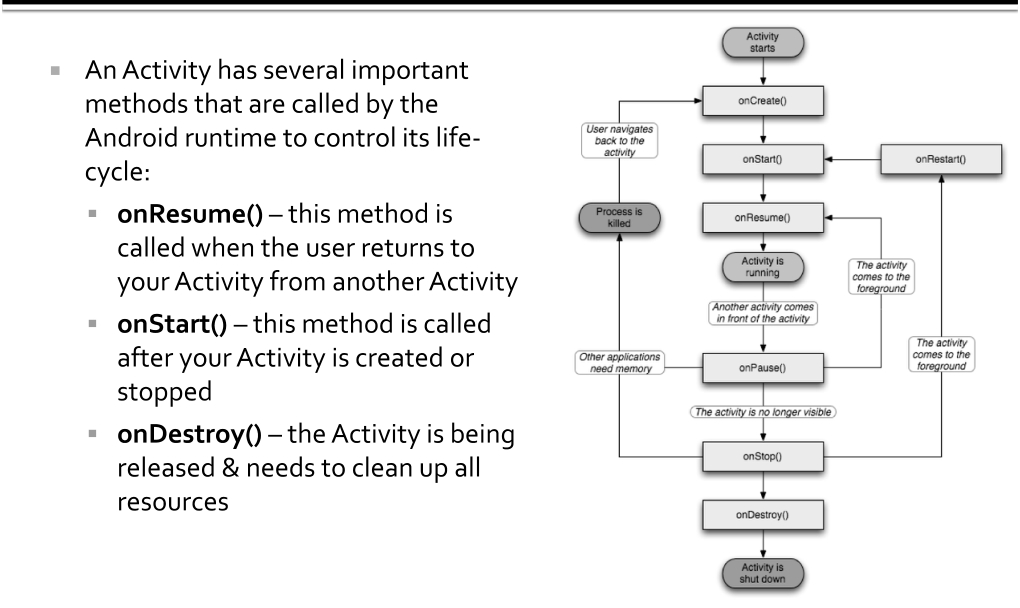 An Activity has several important
methods that are called by the
Android runtime to control its life-
cycle:
onResume() – this method is
called when the user returns to
your Activity from another Activity
onStart() – this method is called
after your Activity is created or
stopped
onDestroy() – the Activity is being
released & needs to clean up all
resources
Activity
starts
onCreate()
User navigates
back to the
activity
onStart()
onRestart()
Process is
killed
onResume()
Activity is
running
The activity
comes to the
foreground
Another activity comes
in front of the activity
The activity
comes to the
foreground
Other applications
need memory
onPause()
The activity is no longer visible
onStop()
onDestroy()
Activity is
shut down